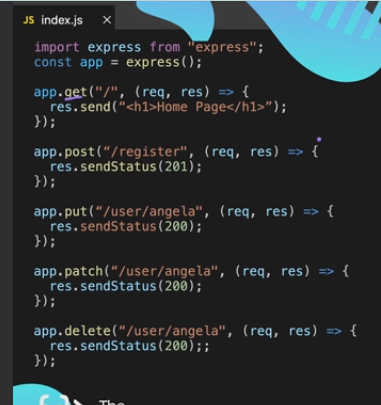 JS index.js ×
import express from "express";
const app = express();
app.get("/", (req, res) => {
res.send(“<h1>Home Page</h1>”);
});
app.post("/register", (req, res) => {
res.sendStatus(201);
});
app.put(“/user/angela", (req, res) => {
res.sendStatus(200);
});
app.patch(“/user/angela", (req, res) => {
res.sendStatus(200);
});
app.delete(“/user/angela", (req, res) => {
res.sendStatus(200);;
});
The